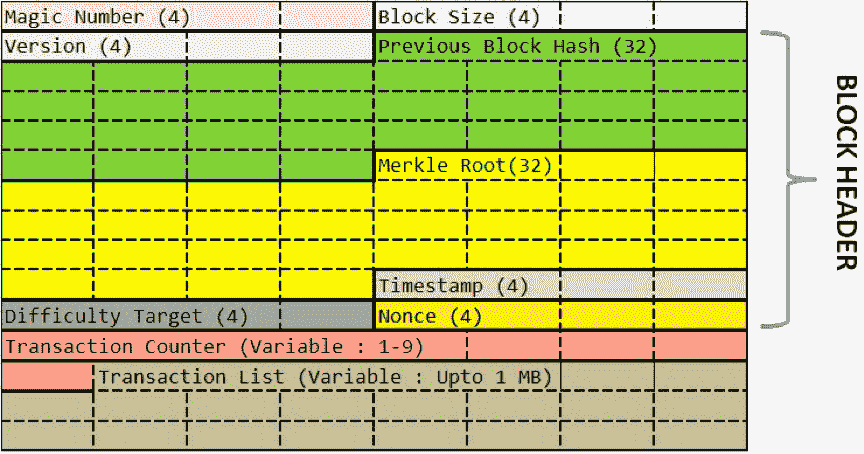 Magic Number (4)
Block Size (4)
Version (4)
Previous Block Hash (32)
Merkle Root(32)
Timestamp (4)
Difficulty Target (4)
Nonce (4)
Transaction Counter (Variable : 1-9)
Transaction List (Variable : Upto 1 MB)
BLOCK HEADER